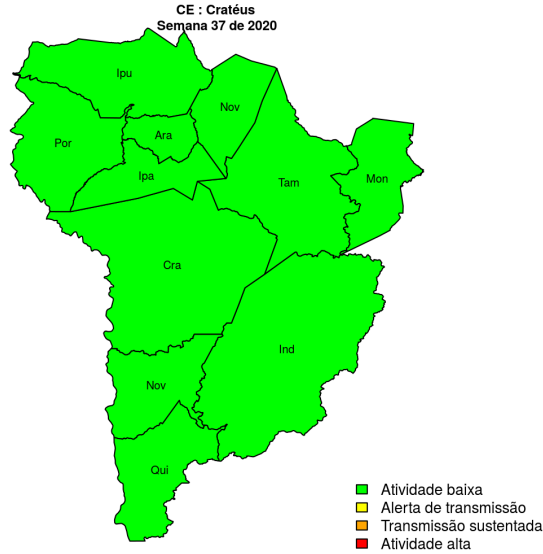 CE : Cratéus
Semana 37 de 2020
Ipu
Nov
Por
Ara
Ipa
Tam
Mon
Cra
Ind
Nov
Qui
Atividade baixa
Alerta de transmissão
Transmissão sustentada
Atividade alta